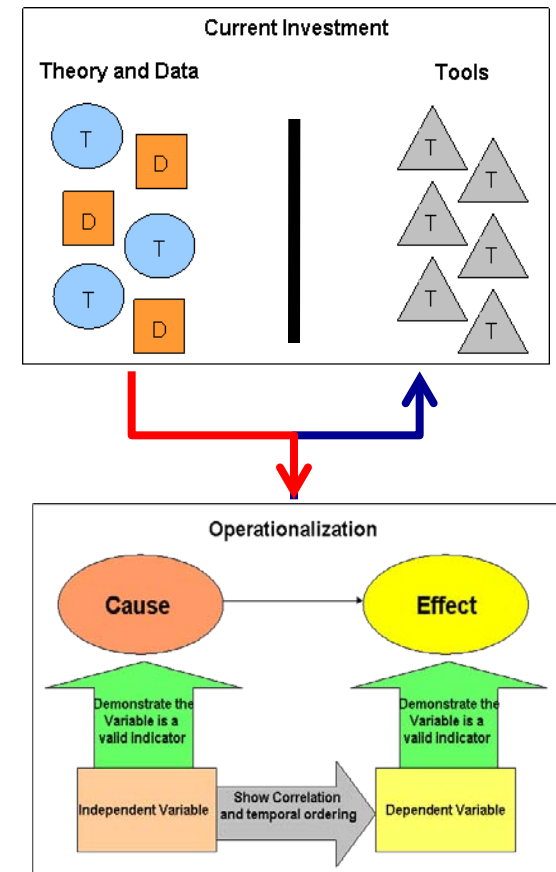 Current Investment
Theory and Data
Tools
T
D
D
T
T
D
T
T
T
T
T
T
Operationalization
Cause
Effect
Demonstrate the
Variable is a
valid indicator
Demonstrate the
Variable is a
valid indicator
Independent Variable
Show Correlation
and temporal ordering
Dependent Variable